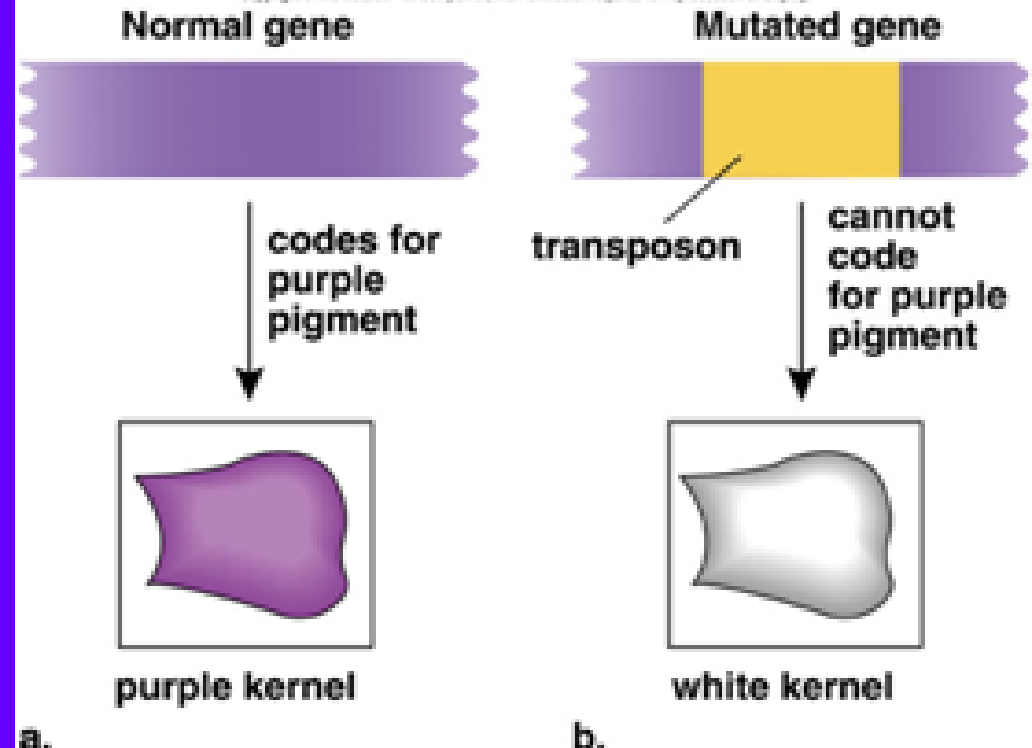 Normal gene
codes for
purple
pigment
purple kernel
a.
Mutated gene
transposon
cannot
code
for purple
pigment
white kernel
b.